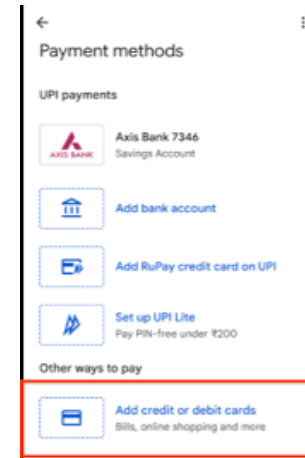 Payment methods
UPI payments
AXIS BANK
Axis Bank 7346
Savings Account
Add bank account
Add RuPay credit card on UPI
Set up UPI Lite
Pay PIN-free under ₹200
Other ways to pay
Add credit or debit cards
Bills, online shopping and more